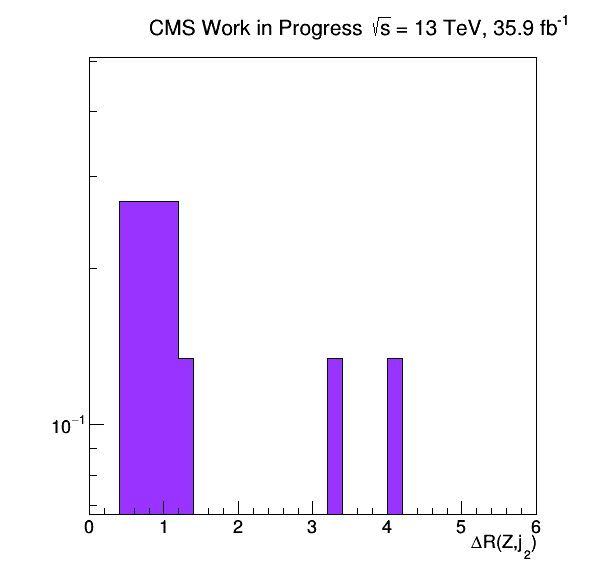 CMS Work in Progress √s = 13 TeV, 35.9 fb⁻¹
10⁻¹
0 1 2 3 4 5 6
ΔR(Z,j₂)